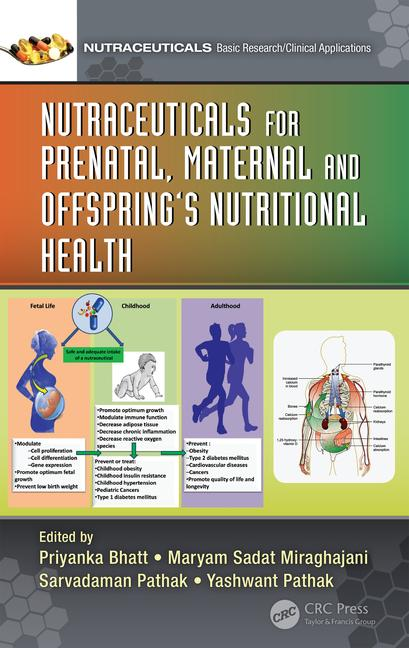 NUTRACEUTICALS Basic Research/Clinical Applications
NUTRACEUTICALS FOR
PRENATAL, MATERNAL AND
OFFSPRING'S NUTRITIONAL
HEALTH
Fetal Life
Childhood
Adulthood
Safe and adequate intake
of a nutraceutical
•Modulate
–Cell proliferation
–Cell differentiation
–Gene expression
•Promote optimum fetal
growth
•Prevent low birth weight
•Promote optimum growth
•Modulate immune function
•Decrease adipose tissue
•Decrease chronic inflammation
•Decrease reactive oxygen
species
Prevent or treat:
•Childhood obesity
•Childhood insulin resistance
•Childhood hypertension
•Pediatric Cancers
•Type 1 diabetes mellitus
•Prevent :
•Obesity
•Type 2 diabetes mellitus
•Cardiovascular diseases
•Cancers
•Promote quality of life and
longevity
Increased
calcium in
blood
Bones
Calcium
resorption
1,25-hydroxy-
vitamin D
Parathyroid
glands
Parathyroid
hormone
Calcium
reabsorption
Kidneys
Intestines
Calcium
absorption
Edited by
Priyanka Bhatt • Maryam Sadat Miraghajani
Sarvadaman Pathak • Yashwant Pathak
CRC
CRC Press
Taylor & Francis Group